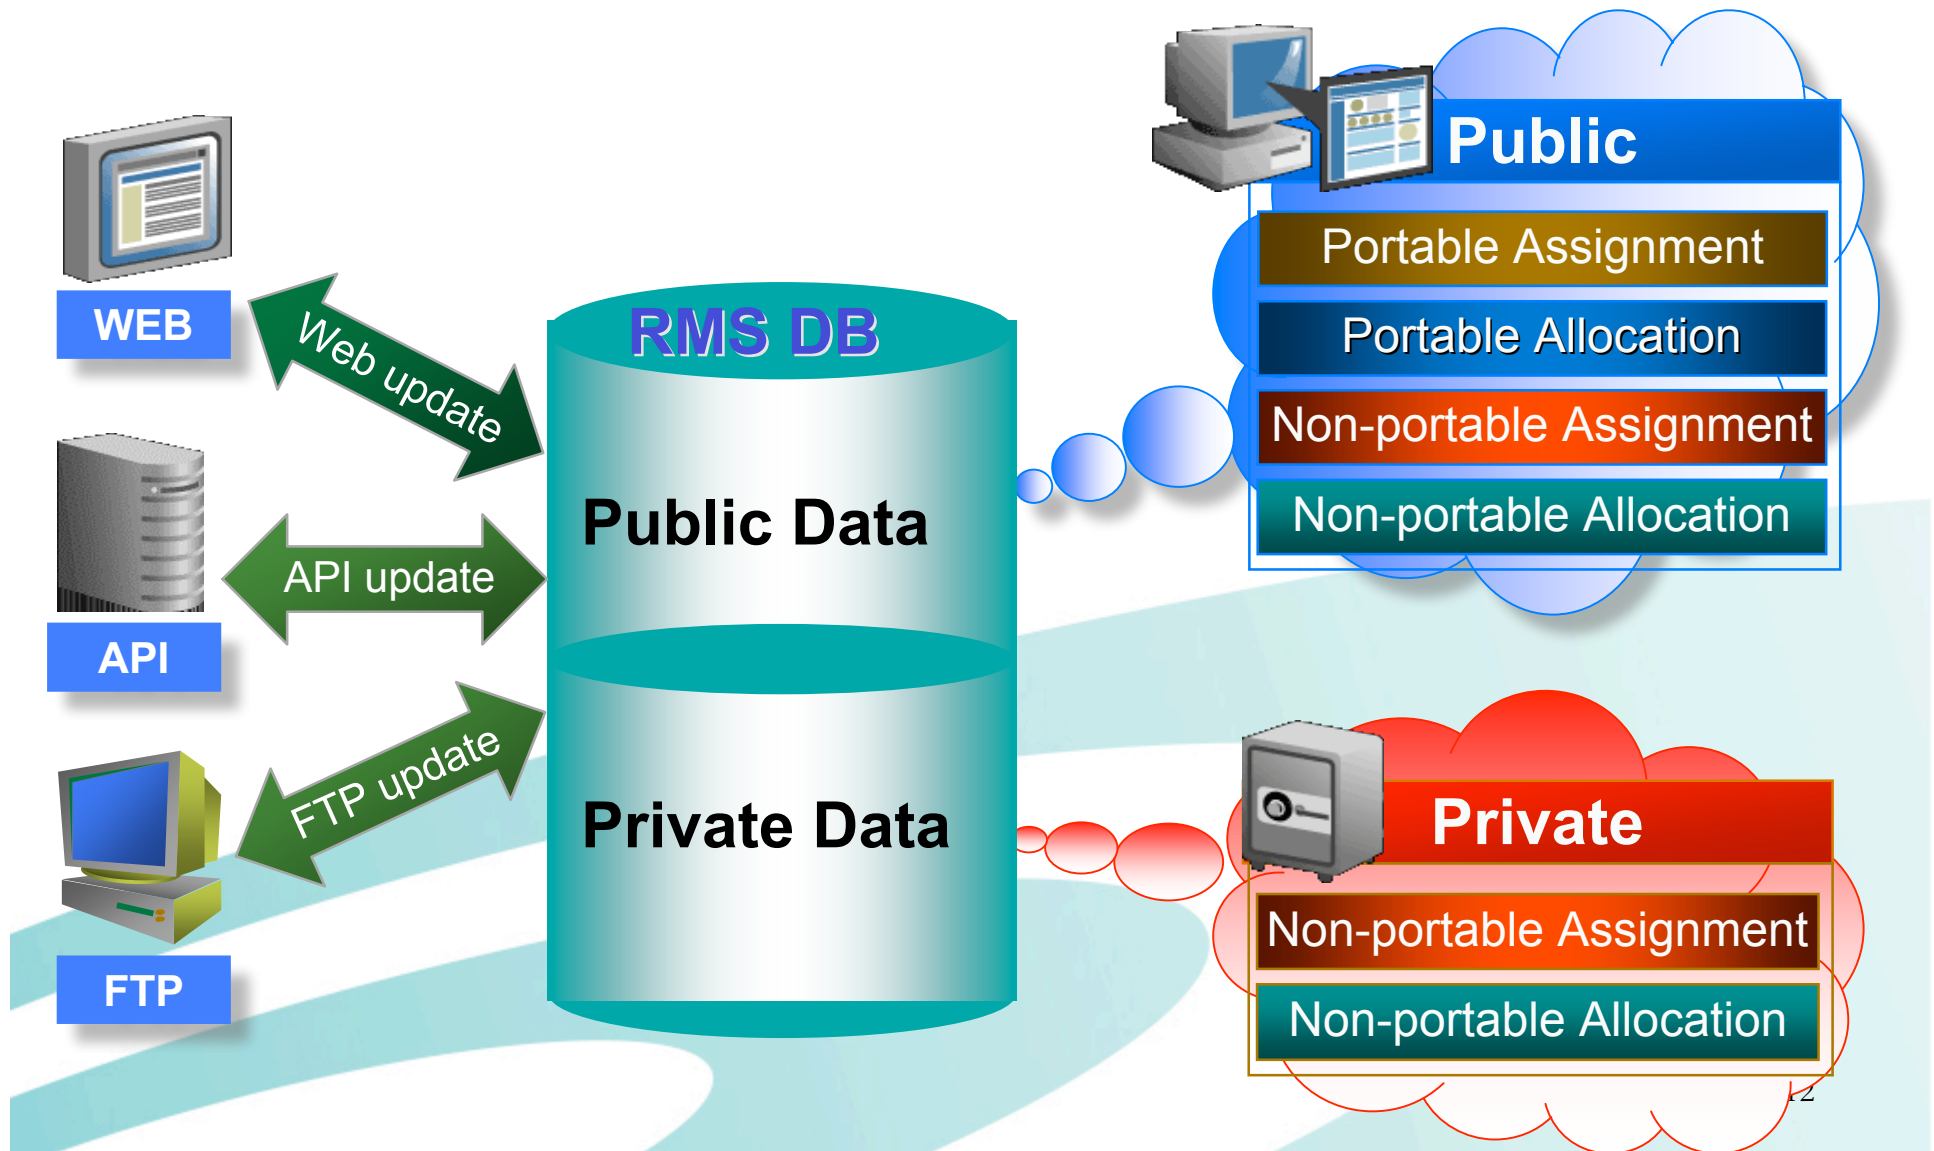 WEB
Web update
API
API update
FTP
FTP update
RMS DB
Public Data
Private Data
Public
Portable Assignment
Portable Allocation
Non-portable Assignment
Non-portable Allocation
Private
Non-portable Assignment
Non-portable Allocation
12